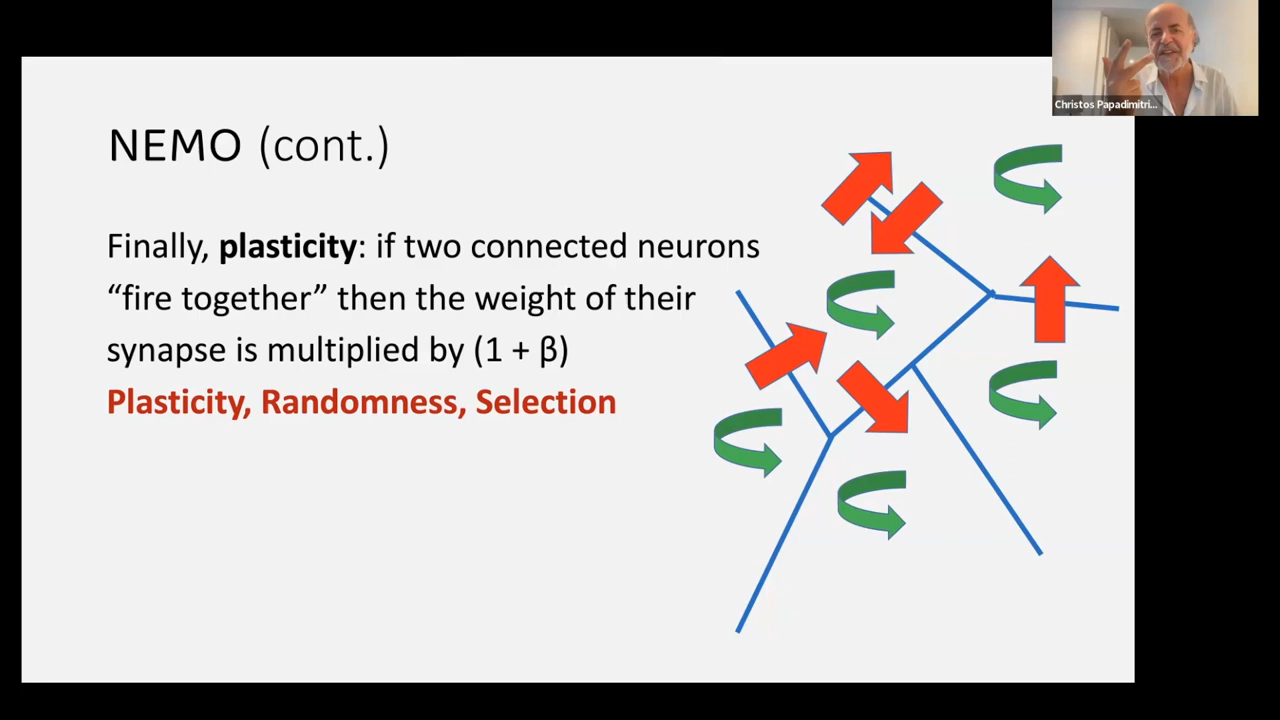 Christos Papadimitri...
NEMO (cont.)
Finally, plasticity: if two connected neurons
“fire together” then the weight of their
synapse is multiplied by (1 + β)
Plasticity, Randomness, Selection